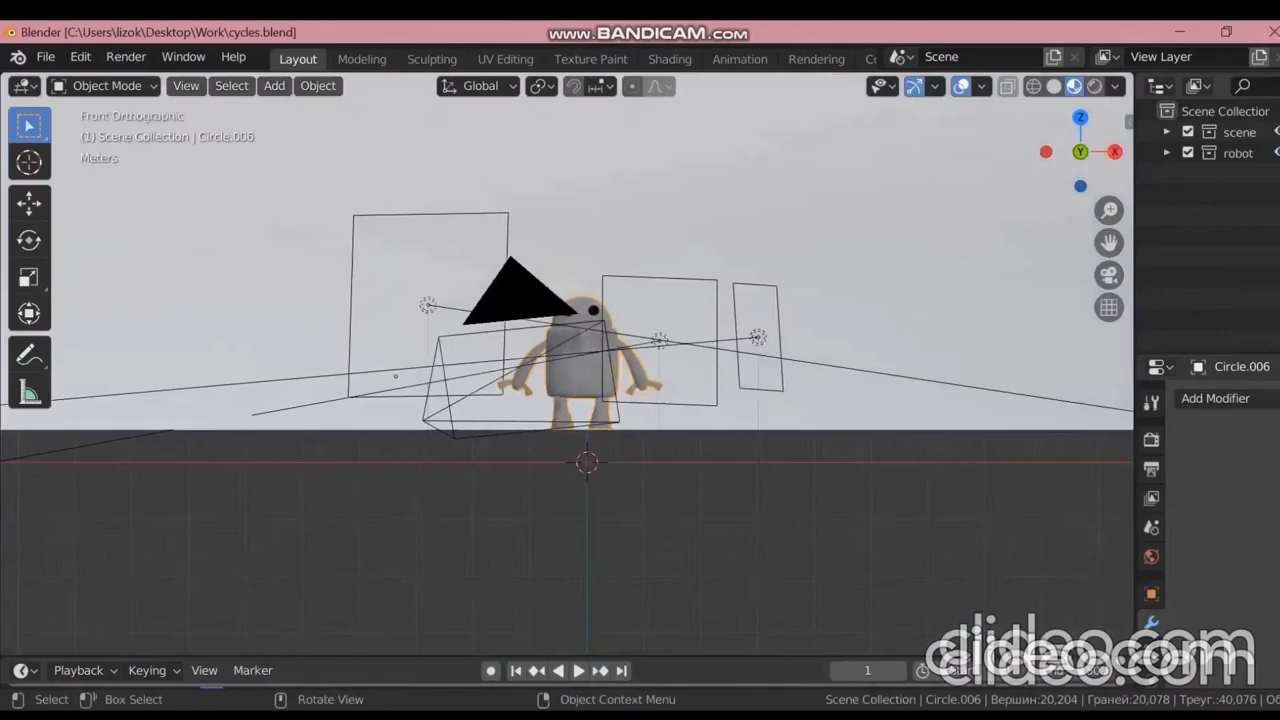 Blender [C:\Users\lizok\Desktop\Work\cycles.blend]
www.BANDICAM.com
File Edit Render Window Help
Layout Modeling Sculpting UV Editing Texture Paint Shading Animation Rendering
Scene
View Layer
Object Mode View Select Add Object
Global
Front Orthographic
(1) Scene Collection | Circle.006
Meters
Z
Y
X
Scene Collection
scene
robot
Circle.006
Add Modifier
Playback Keying View Marker
1
clideo.com
Select
Box Select
Rotate View
Object Context Menu
Scene Collection | Circle.006 | Вершин:20,204 | Граней:20,078 | Треуг.:40,076